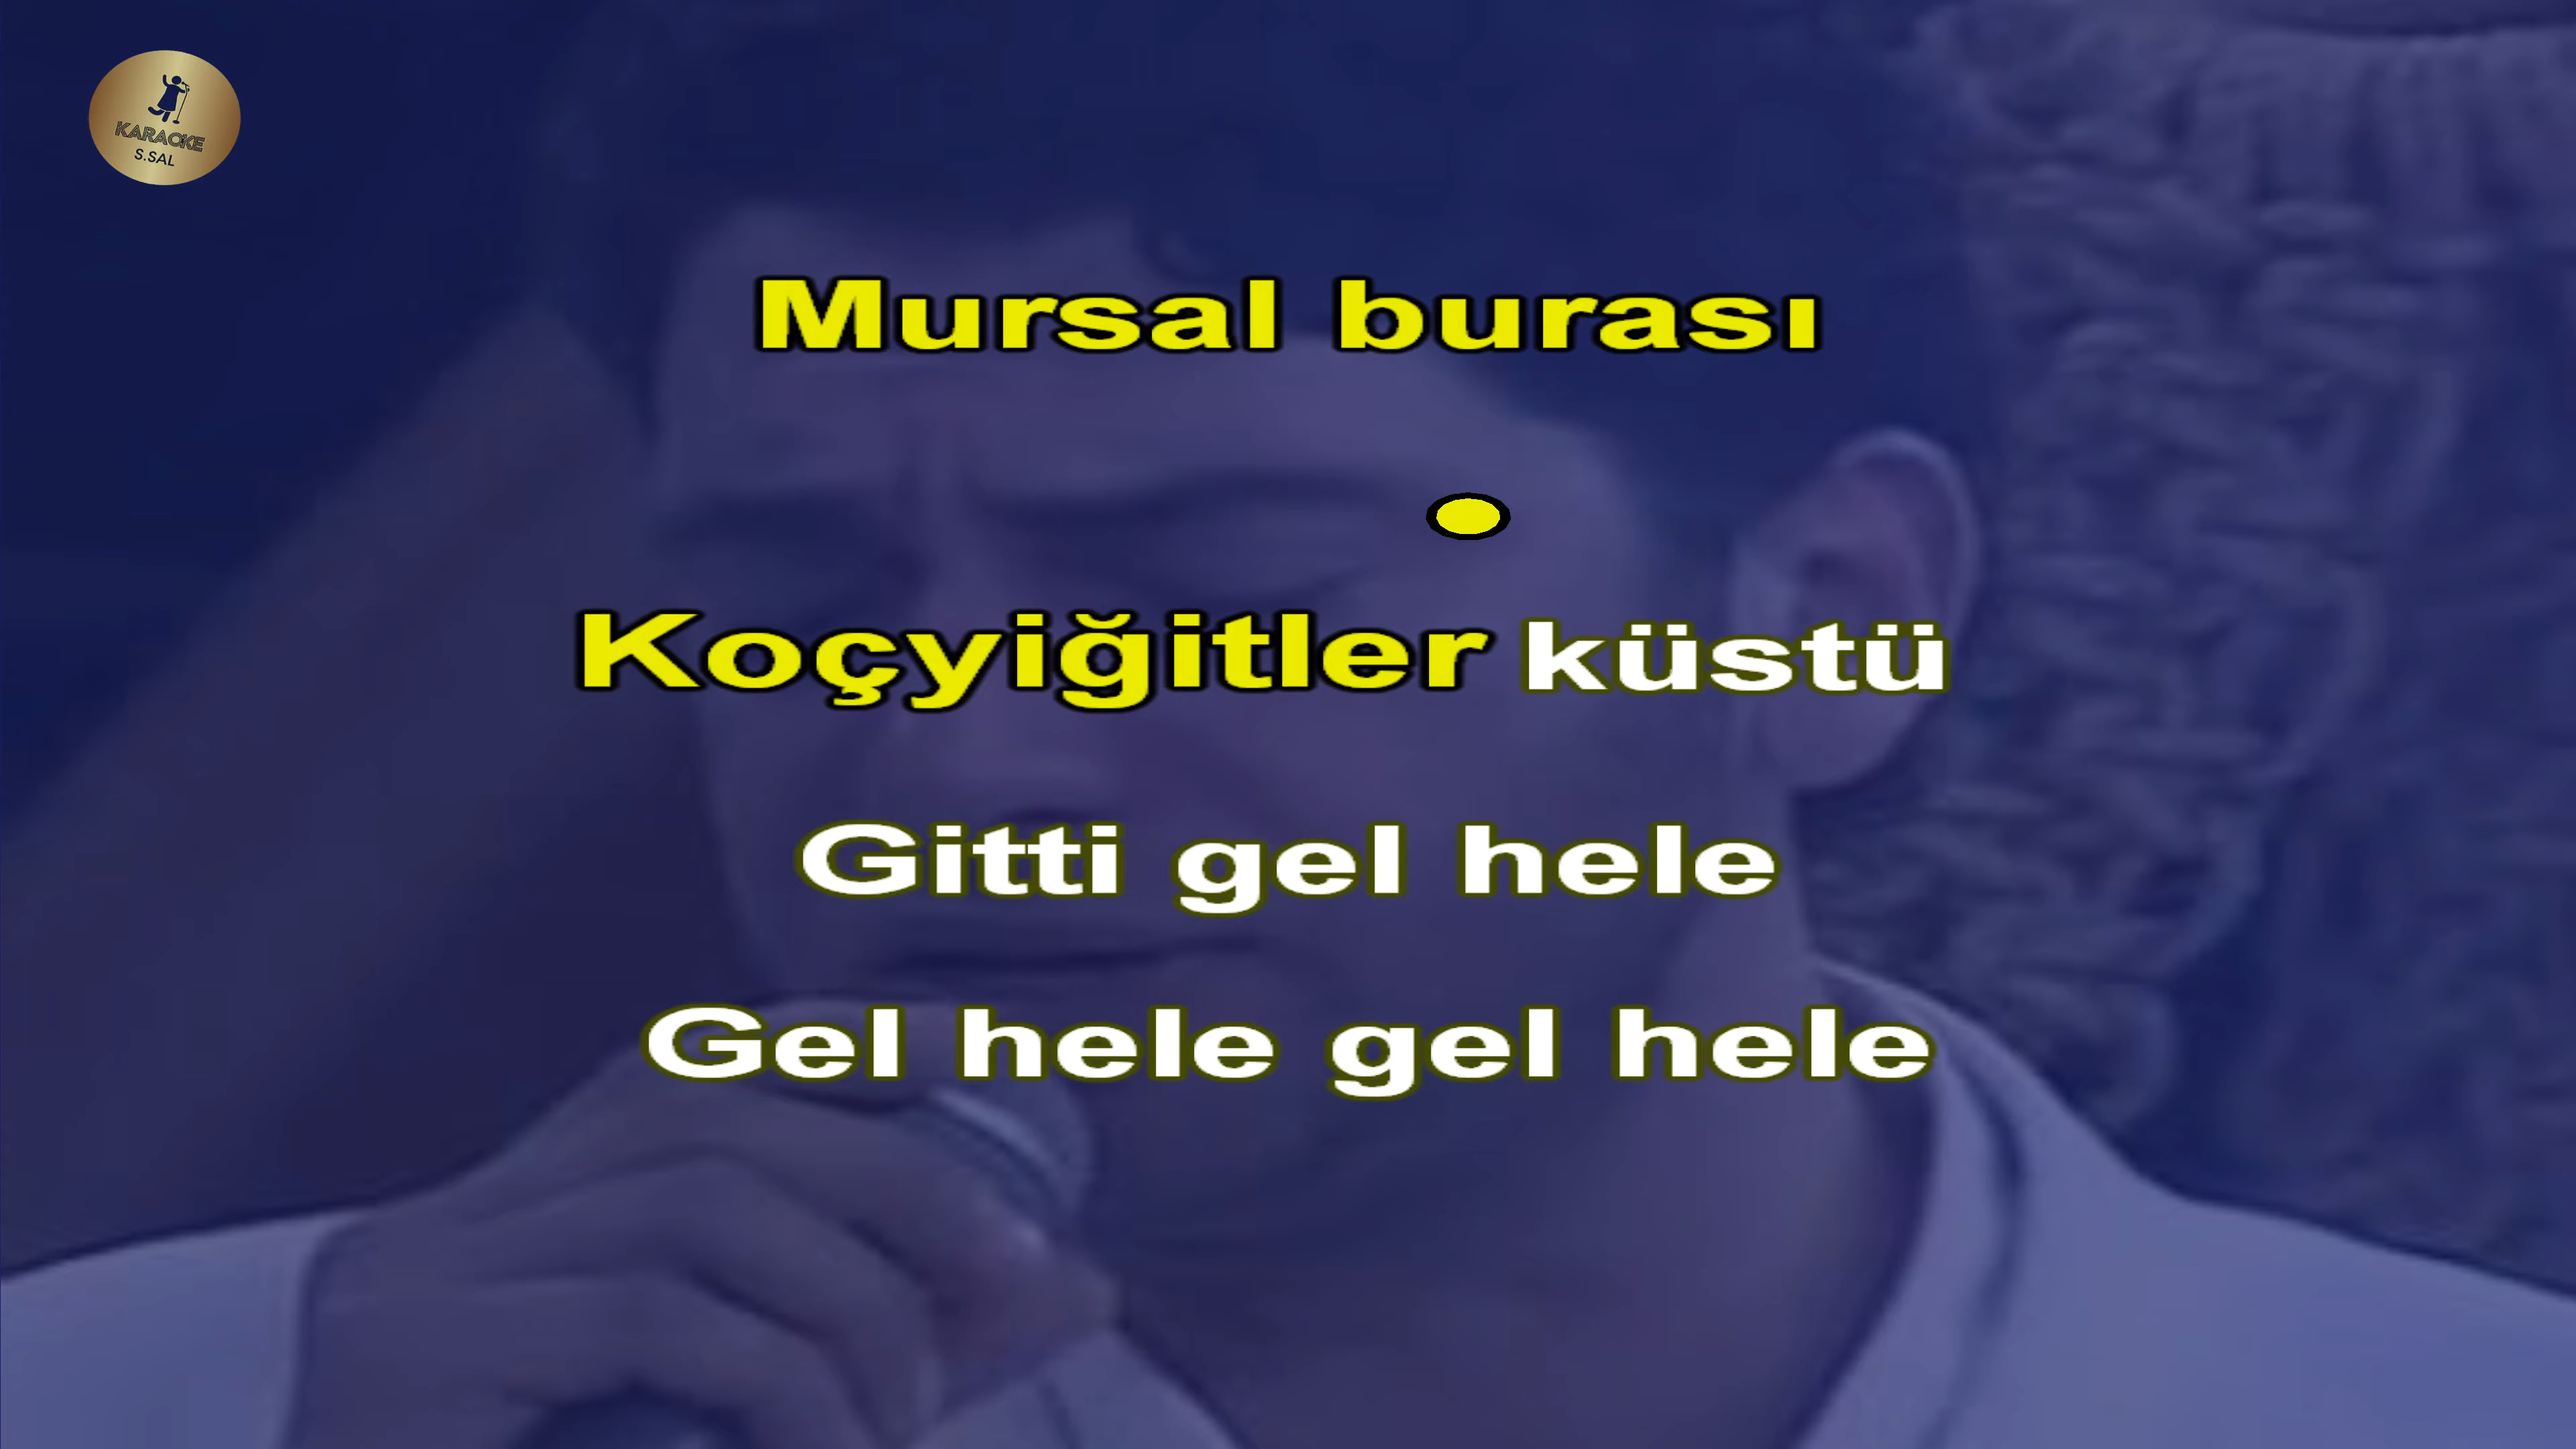 KARAOKE
S.SAL
Mursal burası
Koçyiğitler küstü
Gitti gel hele
Gel hele gel hele